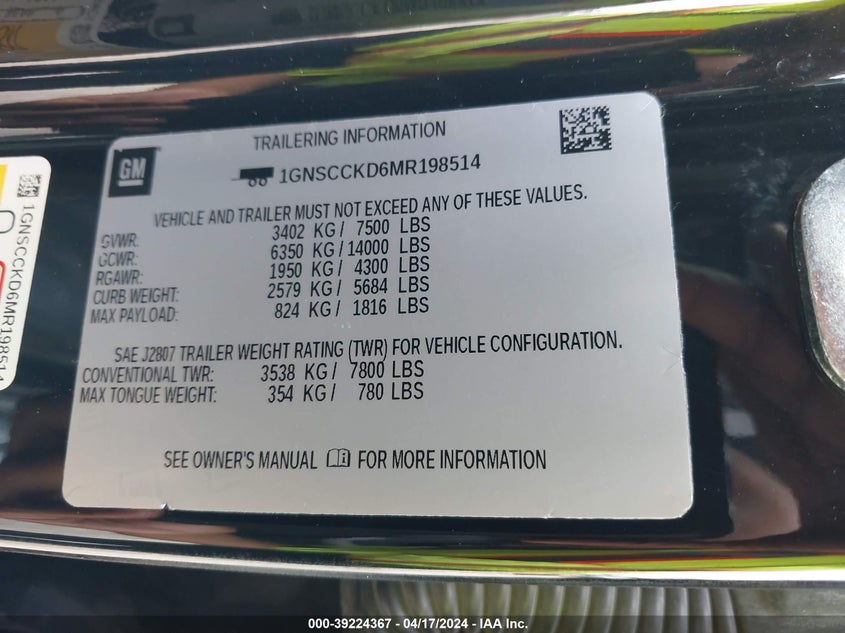 GM
TRAILERING INFORMATION
1GNSCCKD6MR198514
VEHICLE AND TRAILER MUST NOT EXCEED ANY OF THESE VALUES.
GVWR: 3402 KG / 7500 LBS
GCWR: 6350 KG / 14000 LBS
RGAWR: 1950 KG / 4300 LBS
CURB WEIGHT: 2579 KG / 5684 LBS
MAX PAYLOAD: 824 KG / 1816 LBS
SAE J2807 TRAILER WEIGHT RATING (TWR) FOR VEHICLE CONFIGURATION.
CONVENTIONAL TWR: 3538 KG / 7800 LBS
MAX TONGUE WEIGHT: 354 KG / 780 LBS
SEE OWNER'S MANUAL FOR MORE INFORMATION
1GNSCCKD6MR198514
000-39224367 - 04/17/2024 - IAA Inc.